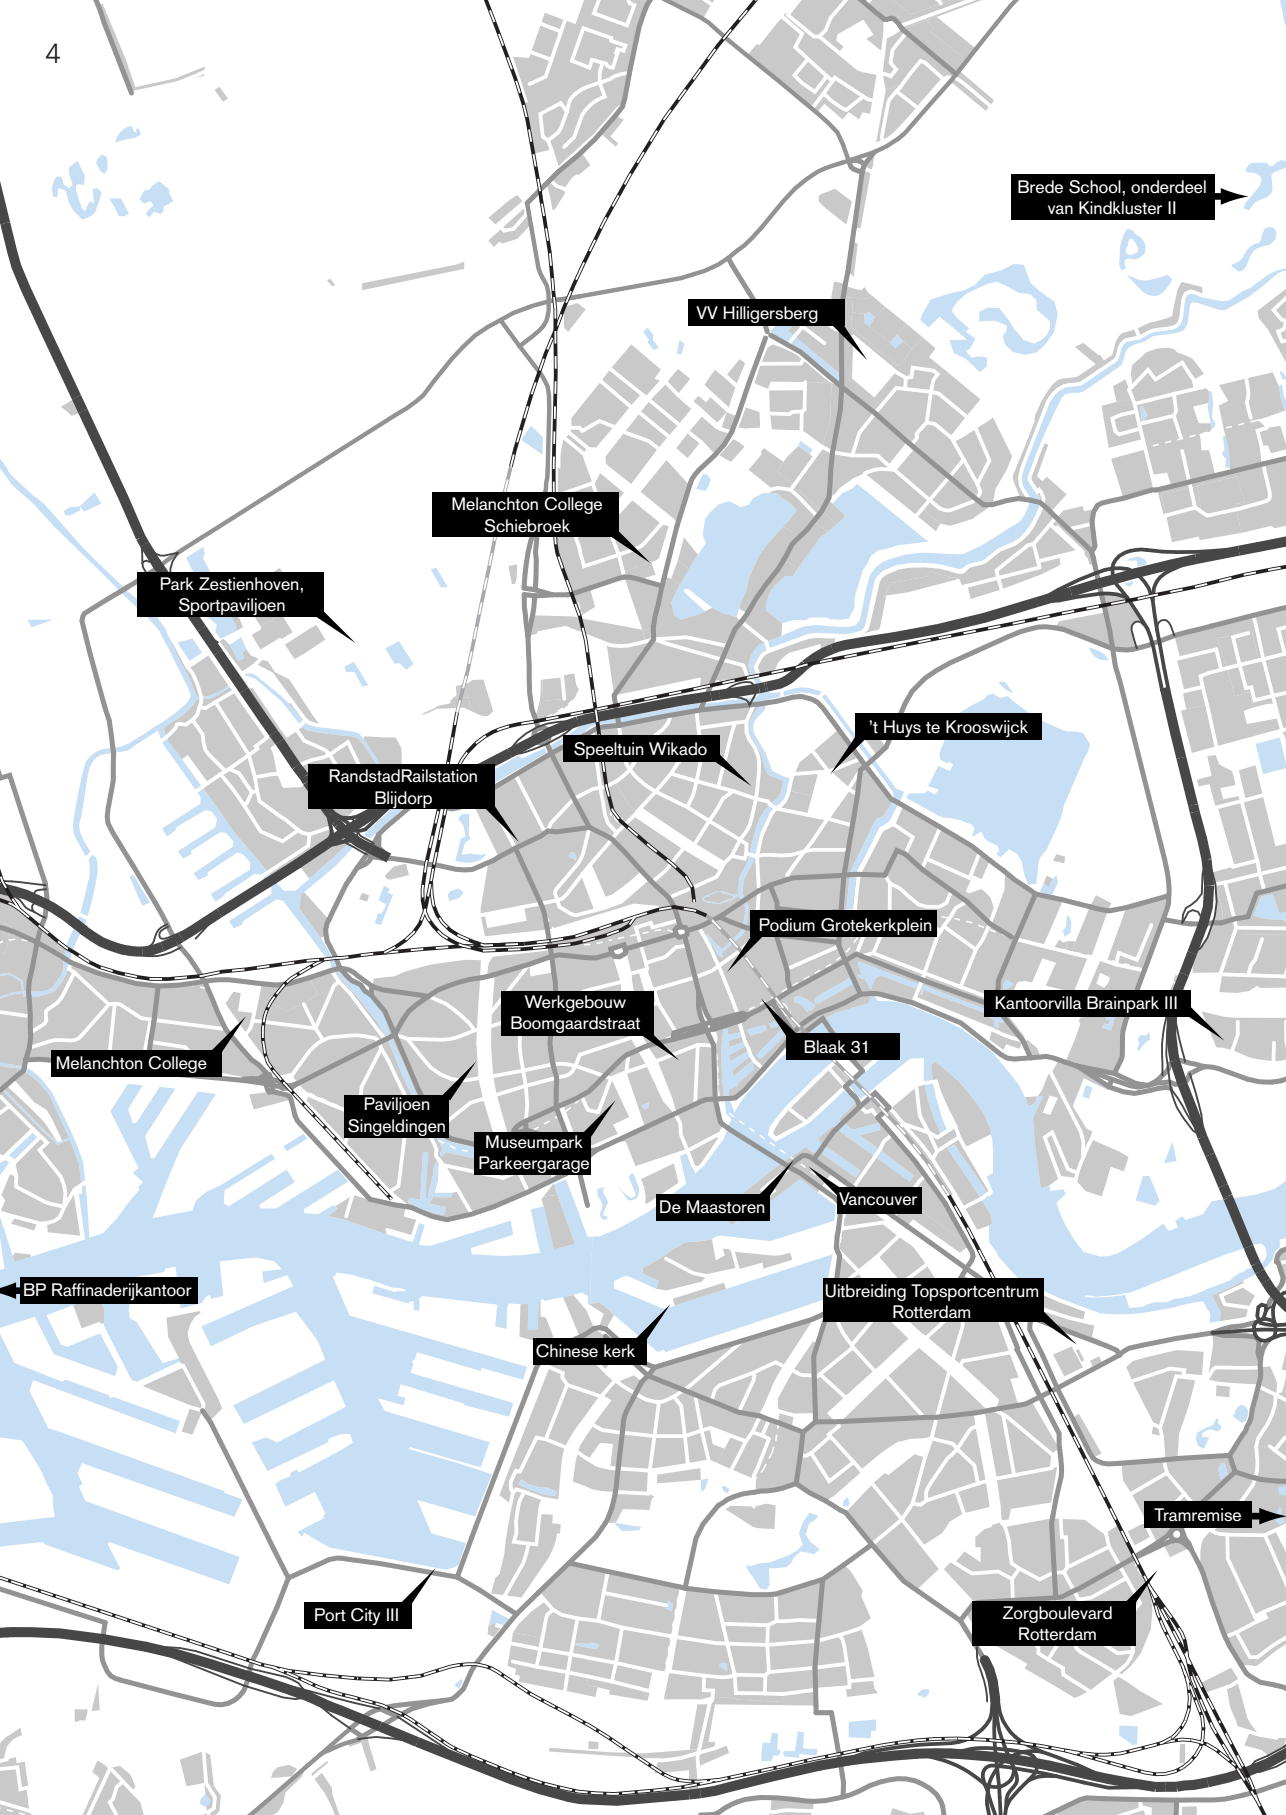 4
Brede School, onderdeel
van Kindkluster II
VV Hilligersberg
Melanchton College
Schiebroek
Park Zestienhoven,
Sportpaviljoen
't Huys te Krooswijck
Speeltuin Wikado
RandstadRailstation
Blijdorp
Podium Grotekerkplein
Werkgebouw
Boomgaardstraat
Kantoorvilla Brainpark III
Blaak 31
Melanchton College
Paviljoen
Singeldingen
Museumpark
Parkeergarage
De Maastoren
Vancouver
BP Raffinaderijkantoor
Uitbreiding Topsportcentrum
Rotterdam
Chinese kerk
Tramremise
Port City III
Zorgboulevard
Rotterdam